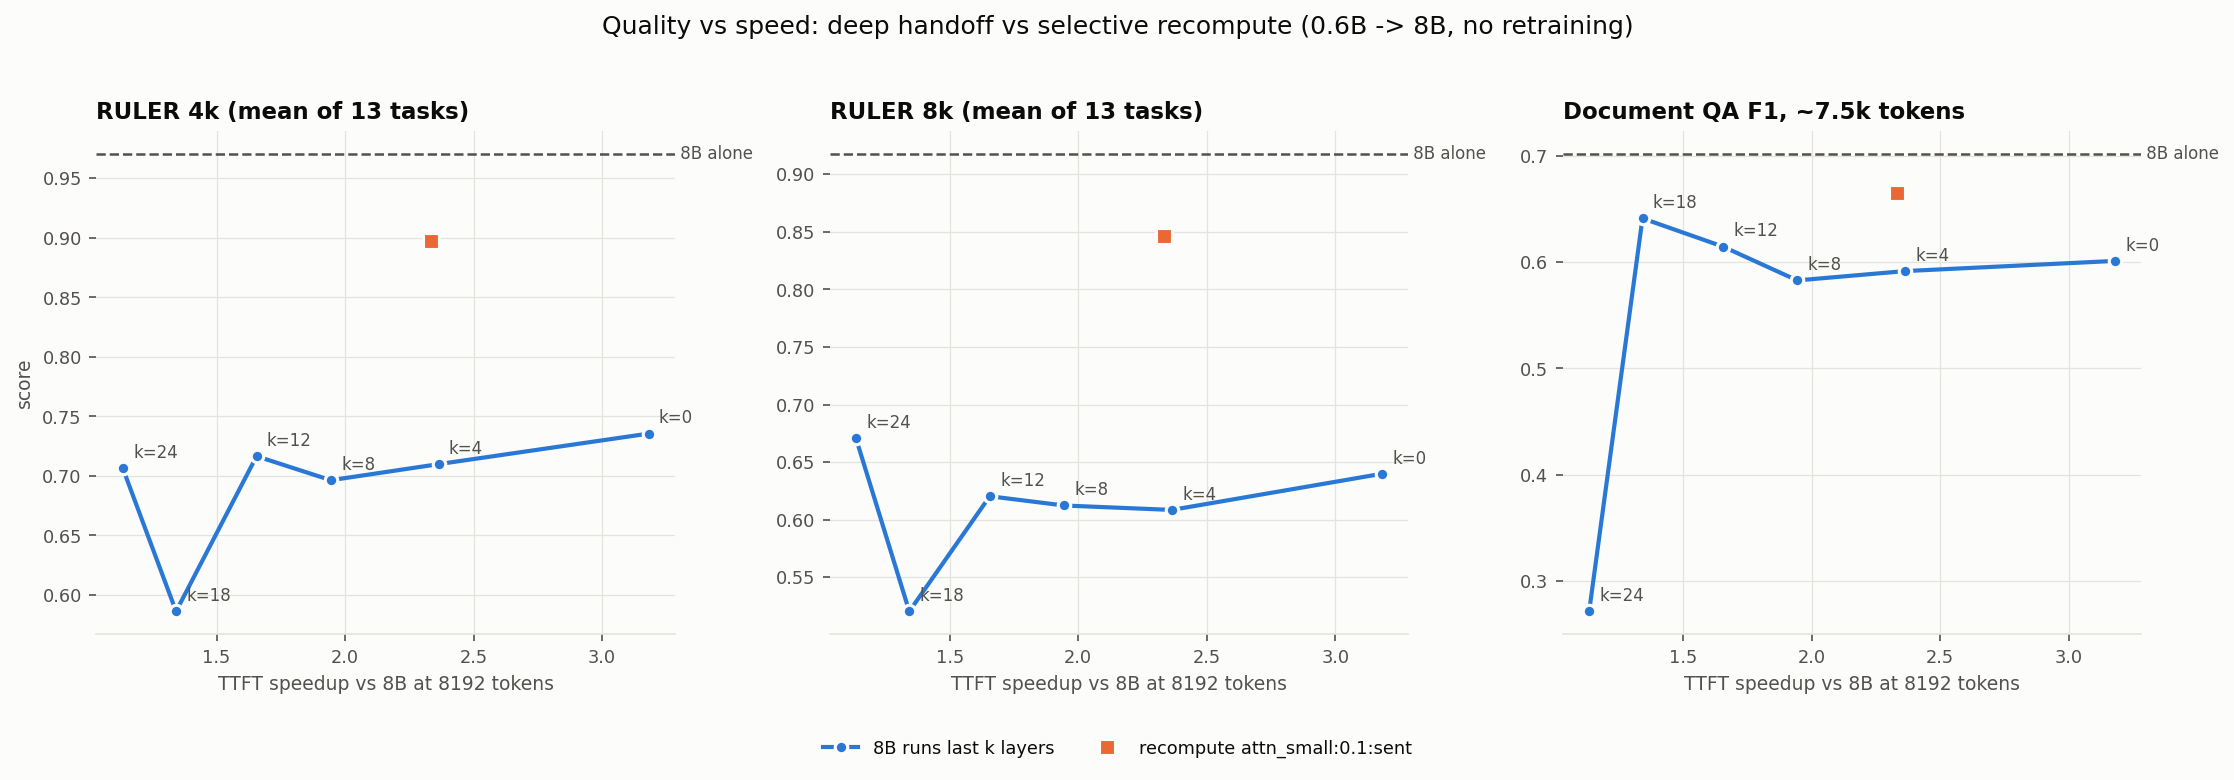 Quality vs speed: deep handoff vs selective recompute (0.6B -> 8B, no retraining)
RULER 4k (mean of 13 tasks)
8B alone
0.95
0.90
0.85
0.80
0.75
0.70
0.65
0.60
score
k=24
k=18
k=12
k=8
k=4
k=0
1.5 2.0 2.5 3.0
TTFT speedup vs 8B at 8192 tokens
RULER 8k (mean of 13 tasks)
8B alone
0.90
0.85
0.80
0.75
0.70
0.65
0.60
0.55
k=24
k=18
k=12
k=8
k=4
k=0
1.5 2.0 2.5 3.0
TTFT speedup vs 8B at 8192 tokens
Document QA F1, ~7.5k tokens
8B alone
0.7
0.6
0.5
0.4
0.3
k=24
k=18
k=12
k=8
k=4
k=0
1.5 2.0 2.5 3.0
TTFT speedup vs 8B at 8192 tokens
8B runs last k layers
recompute attn_small:0.1:sent